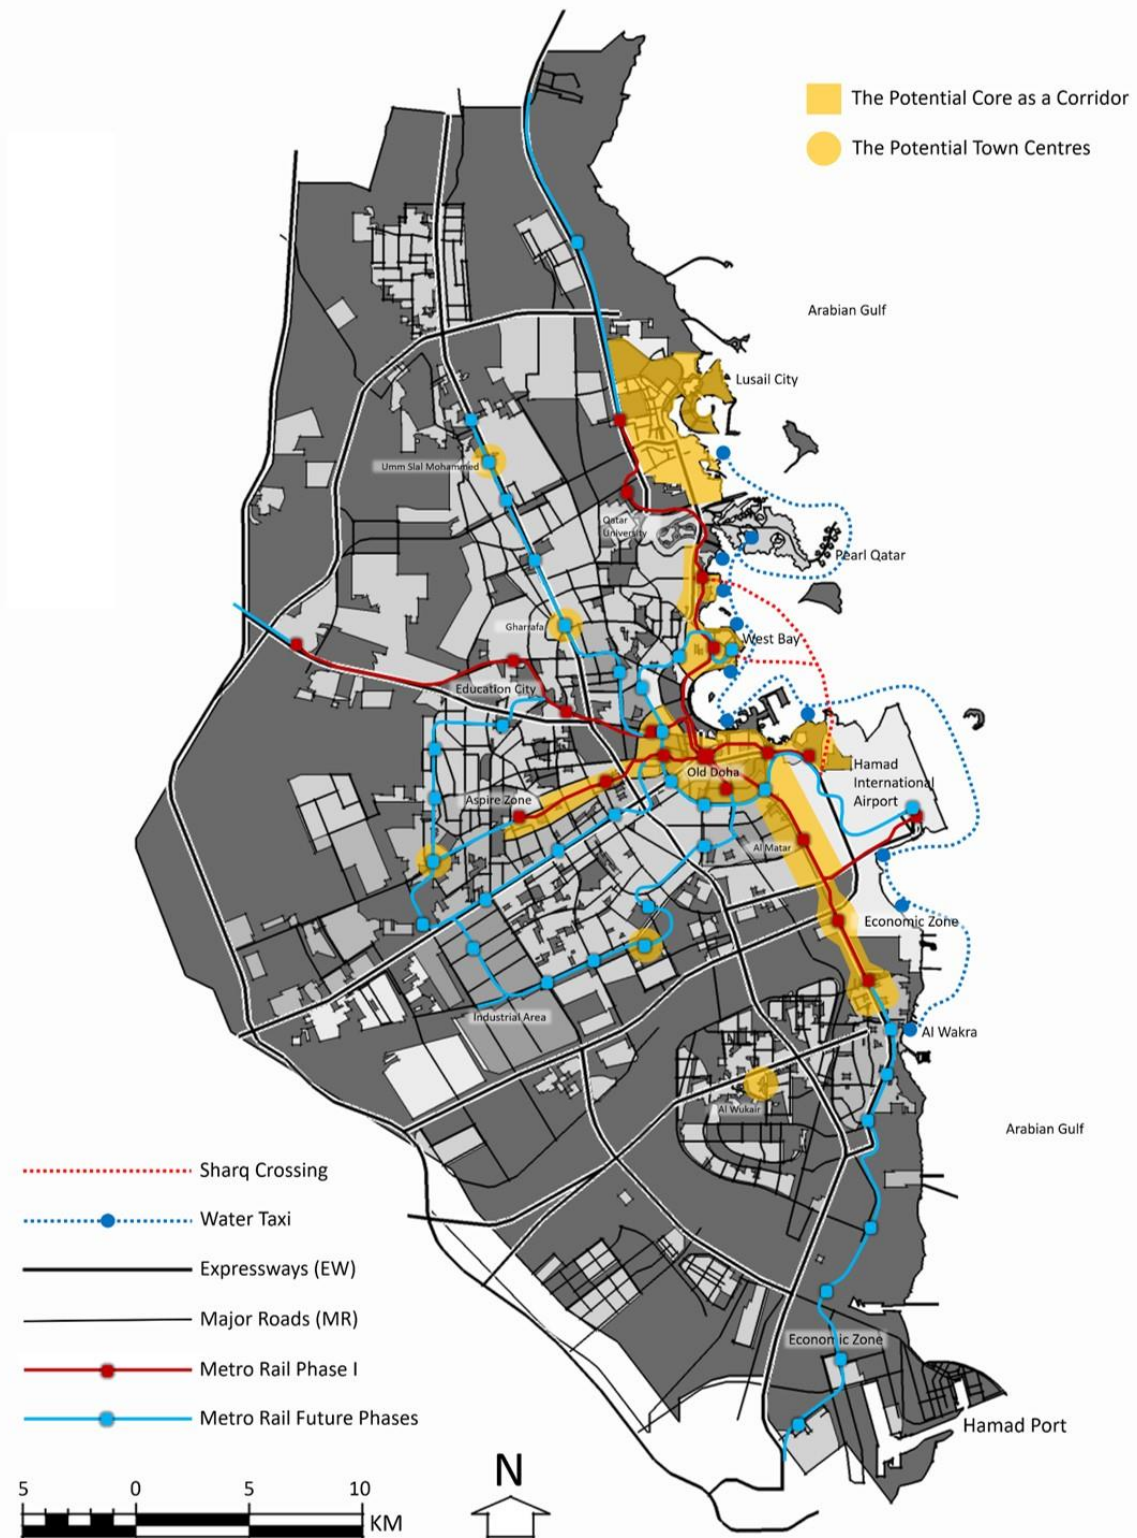 The Potential Core as a Corridor
The Potential Town Centres
Arabian Gulf
Lusail City
Umm Slal Mohammed
Qatar
University
Pearl Qatar
Gharrafa
West Bay
Education City
Old Doha
Hamad
International
Airport
Aspire Zone
Al Matar
Economic Zone
Industrial Area
Al Wakra
Al Wukair
Arabian Gulf
Sharq Crossing
Water Taxi
Expressways (EW)
Major Roads (MR)
Metro Rail Phase I
Metro Rail Future Phases
Economic Zone
Hamad Port
N
5 0 5 10
KM